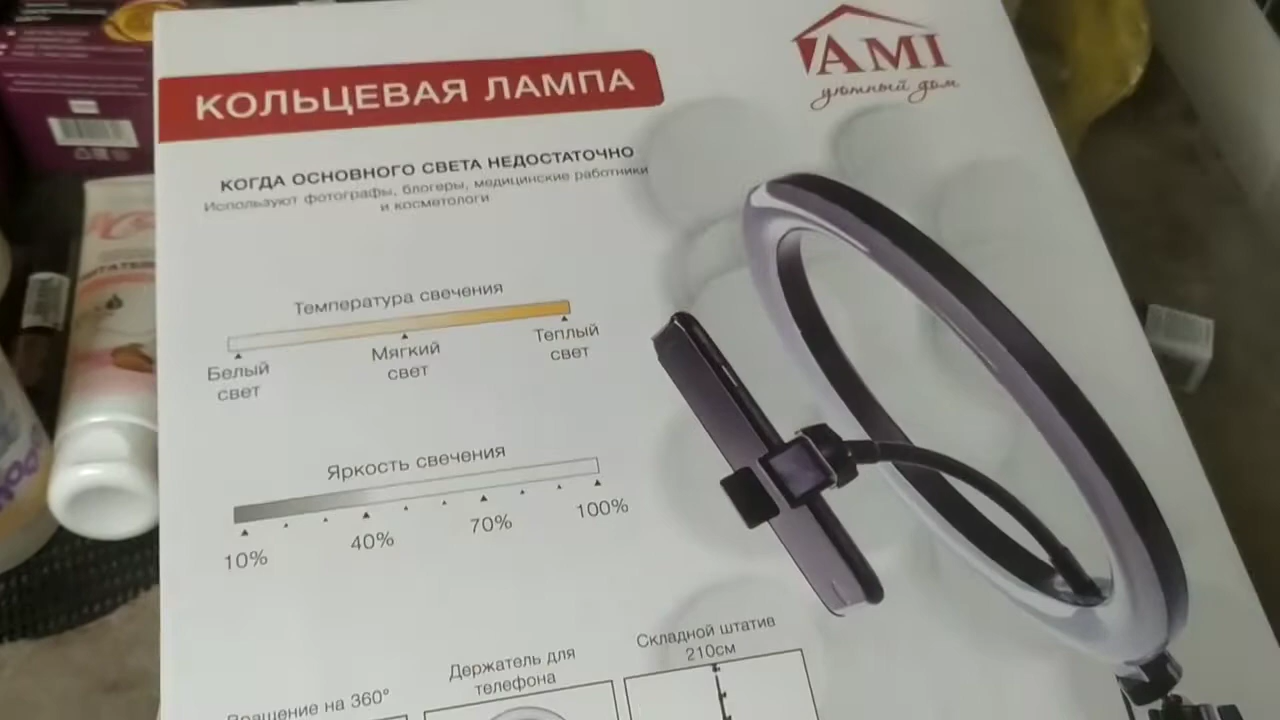 КОЛЬЦЕВАЯ ЛАМПА
AMI
уютный дом
КОГДА ОСНОВНОГО СВЕТА НЕДОСТАТОЧНО
Используют фотографы, блогеры, медицинские работники
и косметологи
Температура свечения
Белый
свет
Мягкий
свет
Теплый
свет
Яркость свечения
10%
40%
70%
100%
Вращение на 360°
Держатель для
телефона
Складной штатив
210см